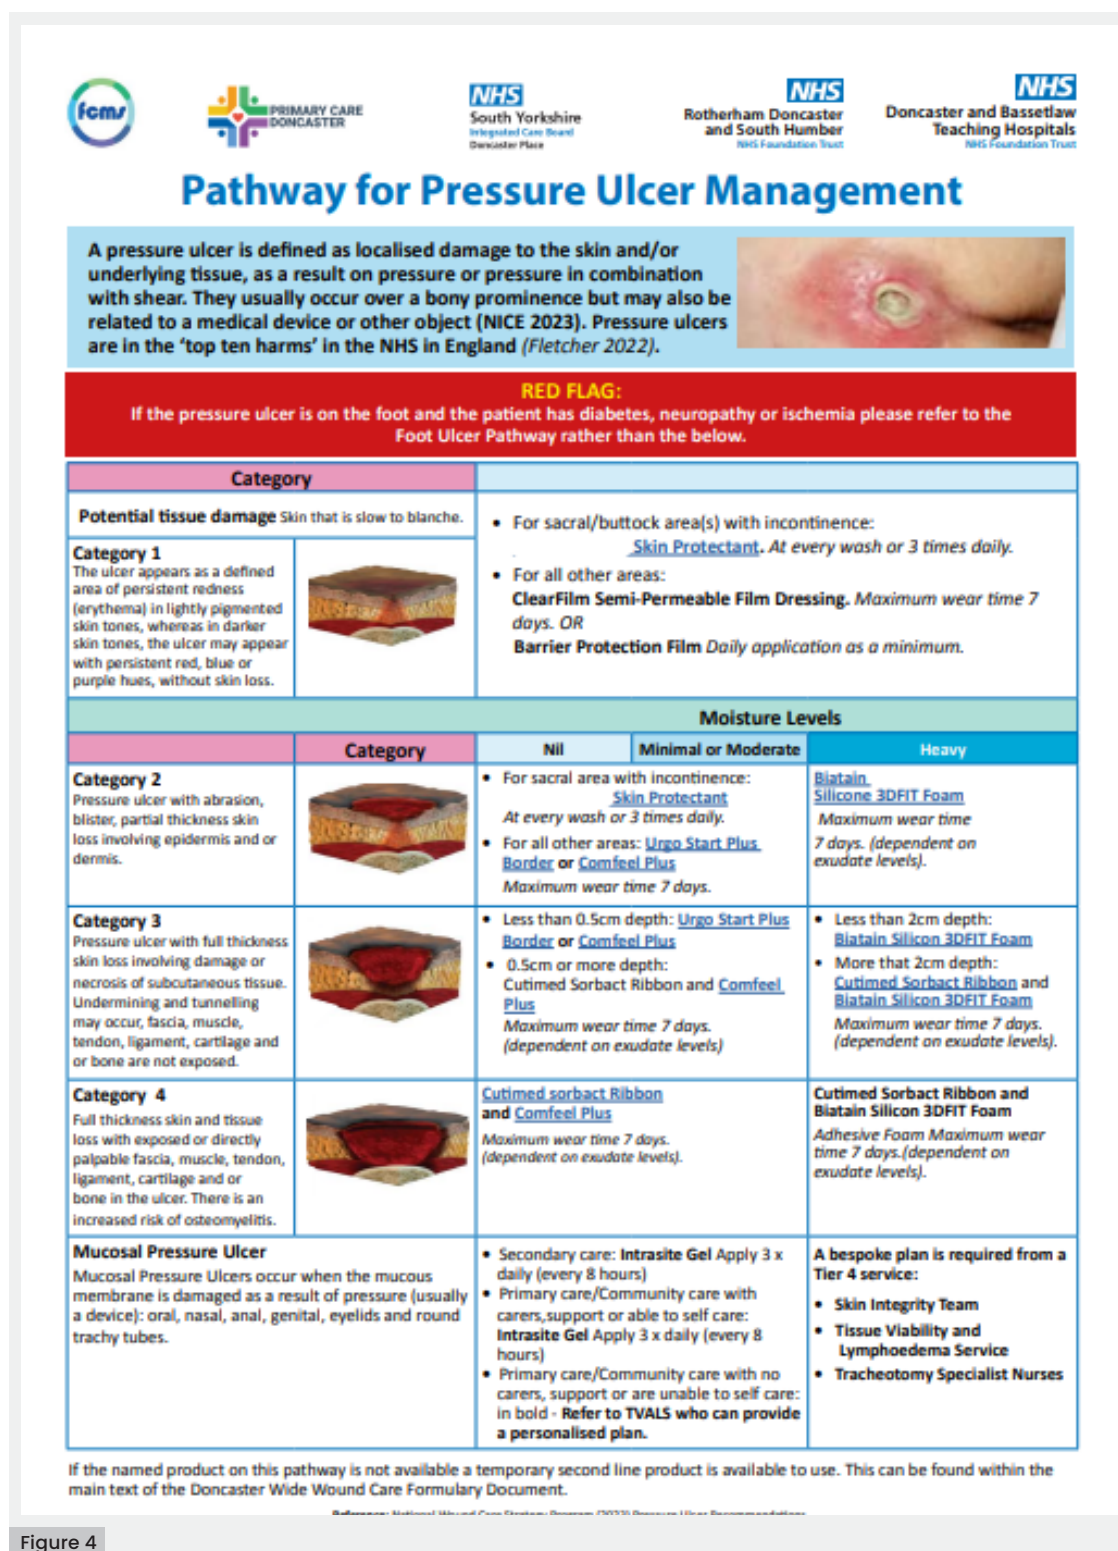 fcms
PRIMARY CARE
DONCASTER
NHS
South Yorkshire
Integrated Care Board
Doncaster Place
NHS
Rotherham Doncaster
and South Humber
NHS Foundation Trust
NHS
Doncaster and Bassetlaw
Teaching Hospitals
NHS Foundation Trust
Pathway for Pressure Ulcer Management
A pressure ulcer is defined as localised damage to the skin and/or
underlying tissue, as a result on pressure or pressure in combination
with shear. They usually occur over a bony prominence but may also be
related to a medical device or other object (NICE 2023). Pressure ulcers
are in the 'top ten harms' in the NHS in England (Fletcher 2022).
RED FLAG:
If the pressure ulcer is on the foot and the patient has diabetes, neuropathy or ischemia please refer to the
Foot Ulcer Pathway rather than the below.
Category
Potential tissue damage Skin that is slow to blanche.
Category 1
The ulcer appears as a defined
area of persistent redness
(erythema) in lightly pigmented
skin tones, whereas in darker
skin tones, the ulcer may appear
with persistent red, blue or
purple hues, without skin loss.
• For sacral/buttock area(s) with incontinence:
Skin Protectant. At every wash or 3 times daily.
• For all other areas:
ClearFilm Semi-Permeable Film Dressing. Maximum wear time 7
days. OR
Barrier Protection Film Daily application as a minimum.
Moisture Levels
Category
Nil
Minimal or Moderate
Heavy
Category 2
Pressure ulcer with abrasion,
blister, partial thickness skin
loss involving epidermis and or
dermis.
• For sacral area with incontinence:
Skin Protectant
At every wash or 3 times daily.
• For all other areas: Urgo Start Plus
Border or Comfeel Plus
Maximum wear time 7 days.
Biatain
Silicone 3DFIT Foam
Maximum wear time
7 days. (dependent on
exudate levels).
Category 3
Pressure ulcer with full thickness
skin loss involving damage or
necrosis of subcutaneous tissue.
Undermining and tunnelling
may occur, fascia, muscle,
tendon, ligament, cartilage and
or bone are not exposed.
• Less than 0.5cm depth: Urgo Start Plus
Border or Comfeel Plus
• 0.5cm or more depth:
Cutimed Sorbact Ribbon and Comfeel
Plus
Maximum wear time 7 days.
(dependent on exudate levels)
• Less than 2cm depth:
Biatain Silicon 3DFIT Foam
• More that 2cm depth:
Cutimed Sorbact Ribbon and
Biatain Silicon 3DFIT Foam
Maximum wear time 7 days.
(dependent on exudate levels).
Category 4
Full thickness skin and tissue
loss with exposed or directly
palpable fascia, muscle, tendon,
ligament, cartilage and or
bone in the ulcer. There is an
increased risk of osteomyelitis.
Cutimed sorbact Ribbon
and Comfeel Plus
Maximum wear time 7 days.
(dependent on exudate levels).
Cutimed Sorbact Ribbon and
Biatain Silicon 3DFIT Foam
Adhesive Foam Maximum wear
time 7 days.(dependent on
exudate levels).
Mucosal Pressure Ulcer
Mucosal Pressure Ulcers occur when the mucous
membrane is damaged as a result of pressure (usually
a device): oral, nasal, anal, genital, eyelids and round
trachy tubes.
• Secondary care: Intrasite Gel Apply 3 x
daily (every 8 hours)
• Primary care/Community care with
carers,support or able to self care:
Intrasite Gel Apply 3 x daily (every 8
hours)
• Primary care/Community care with no
carers, support or are unable to self care:
in bold - Refer to TVALS who can provide
a personalised plan.
A bespoke plan is required from a
Tier 4 service:
• Skin Integrity Team
• Tissue Viability and
Lymphoedema Service
• Tracheotomy Specialist Nurses
If the named product on this pathway is not available a temporary second line product is available to use. This can be found within the
main text of the Doncaster Wide Wound Care Formulary Document.
Reference: National Wound Care Strategy Program (2023) Pressure Ulcer Recommendations
Figure 4